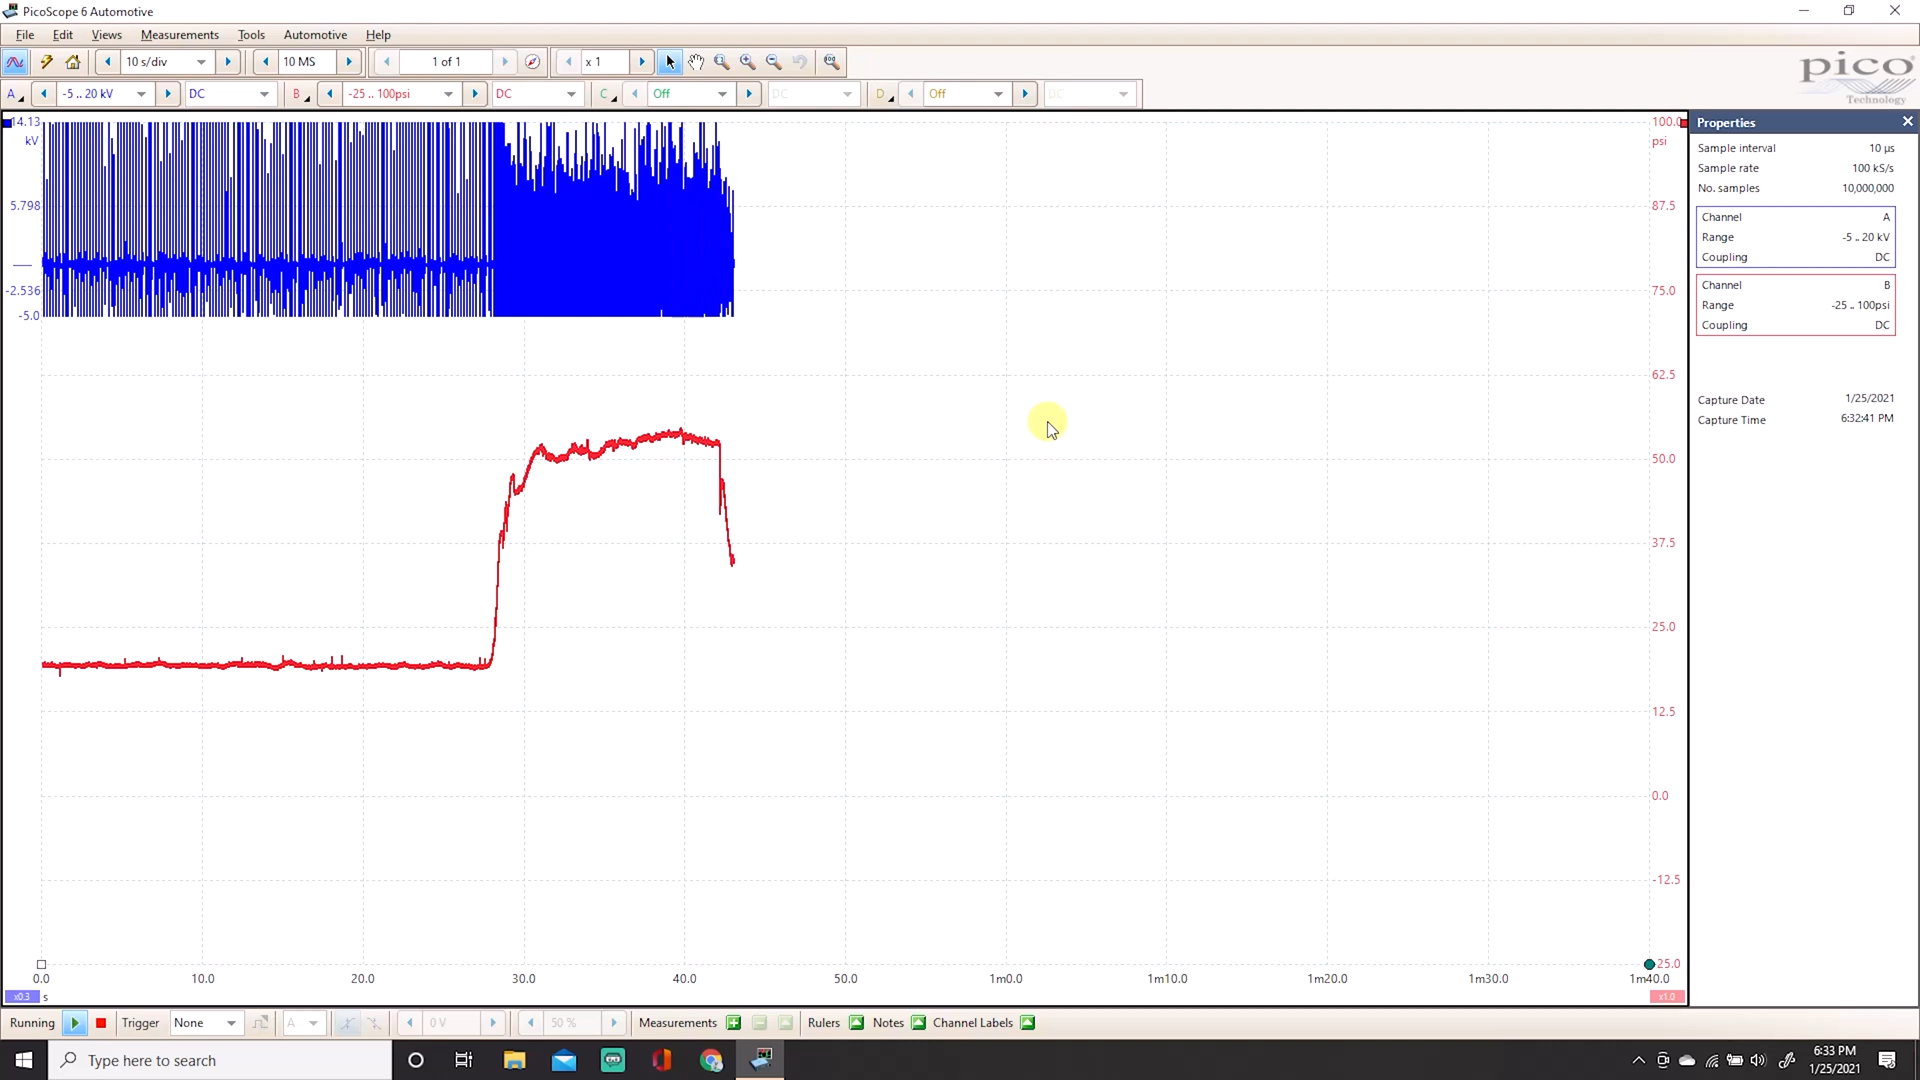 PicoScope 6 Automotive
File Edit Views Measurements Tools Automotive Help
10 s/div 10 MS 1 of 1 x 1
A -5 .. 20 kV DC B -25 .. 100psi DC C Off DC D Off DC
pico
Technology
14.13
kV
5.798
-2.536
-5.0
100.0
psi
87.5
75.0
62.5
50.0
37.5
25.0
12.5
0.0
-12.5
25.0
0.0 10.0 20.0 30.0 40.0 50.0 1m0.0 1m10.0 1m20.0 1m30.0 1m40.0
x0.3 s x1.0
Properties
Sample interval 10 µs
Sample rate 100 kS/s
No. samples 10,000,000
Channel A
Range -5 .. 20 kV
Coupling DC
Channel B
Range -25 .. 100psi
Coupling DC
Capture Date 1/25/2021
Capture Time 6:32:41 PM
Running Trigger None A 0 V 50 % Measurements Rulers Notes Channel Labels
Type here to search
6:33 PM
1/25/2021